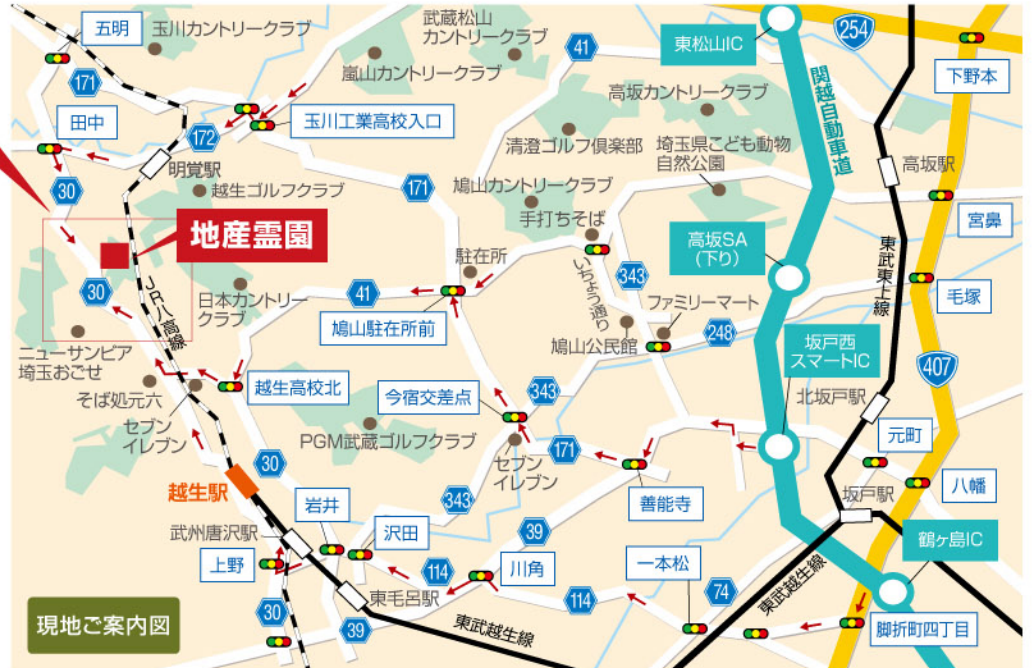 五明
玉川カントリークラブ
武蔵松山
カントリークラブ
41
東松山IC
254
嵐山カントリークラブ
関越自動車道
下野本
171
高坂カントリークラブ
田中
玉川工業高校入口
172
明覚駅
清澄ゴルフ倶楽部
埼玉県こども動物
自然公園
高坂駅
30
越生ゴルフクラブ
171
鳩山カントリークラブ
手打ちそば
宮鼻
地産霊園
高坂SA
(下り)
東武東上線
駐在所
343
いちょう通り
30
JR八高線
日本カントリー
クラブ
41
ファミリーマート
毛塚
鳩山駐在所前
鳩山公民館
248
坂戸西
スマートIC
ニューサンピア
埼玉おごせ
越生高校北
407
そば処元六
今宿交差点
343
北坂戸駅
セブン
イレブン
PGM武蔵ゴルフクラブ
元町
セブン
イレブン
171
30
善能寺
坂戸駅
八幡
越生駅
343
岩井
39
武州唐沢駅
沢田
鶴ヶ島IC
上野
114
川角
一本松
74
東武越生線
東毛呂駅
114
30
39
東武越生線
脚折町四丁目
現地ご案内図